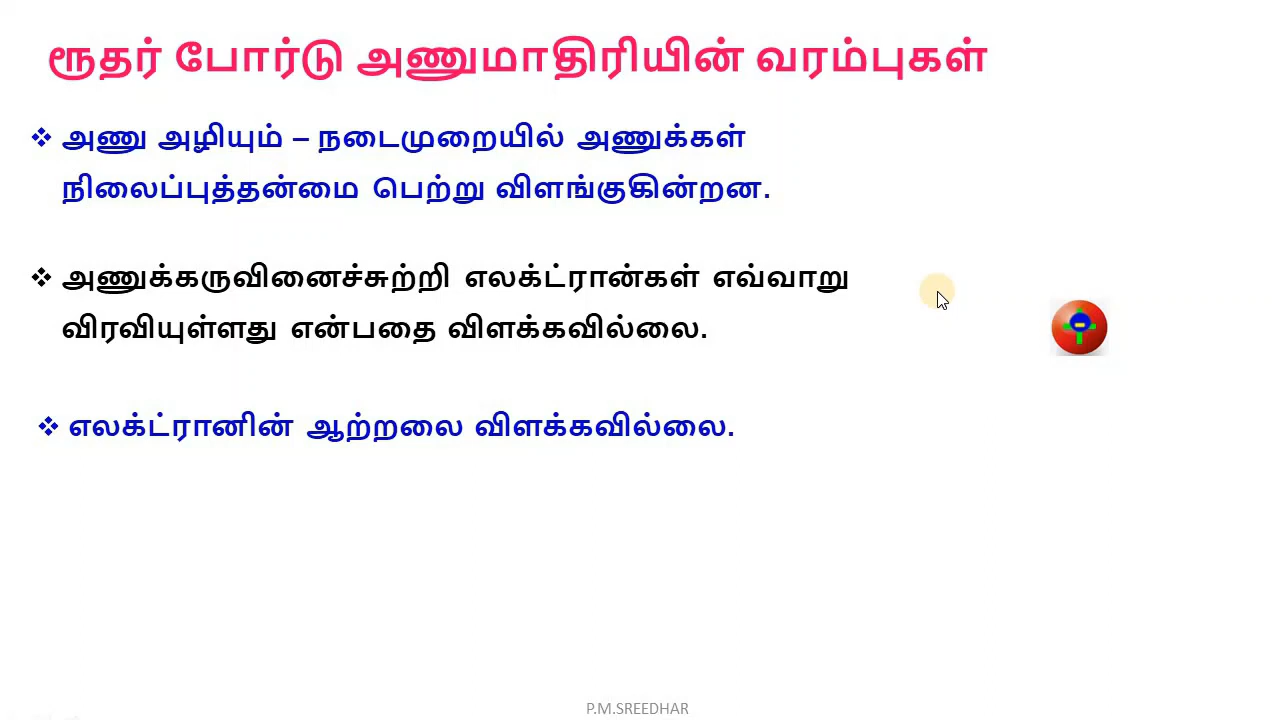 ரூதர் போர்டு அணுமாதிரியின் வரம்புகள்
❖ அணு அழியும் – நடைமுறையில் அணுக்கள்
நிலைப்புத்தன்மை பெற்று விளங்குகின்றன.
❖ அணுக்கருவினைச்சுற்றி எலக்ட்ரான்கள் எவ்வாறு
விரவியுள்ளது என்பதை விளக்கவில்லை.
❖ எலக்ட்ரானின் ஆற்றலை விளக்கவில்லை.
P.M.SREEDHAR